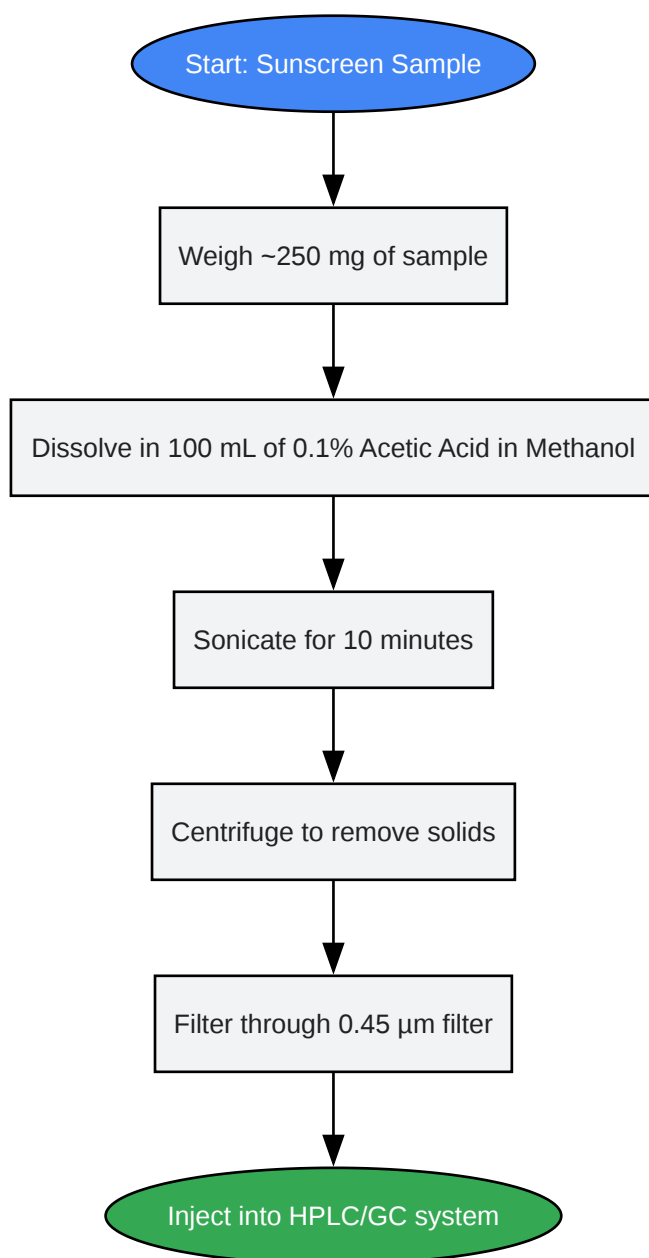 Start: Sunscreen Sample
Weigh ~250 mg of sample
Dissolve in 100 mL of 0.1% Acetic Acid in Methanol
Sonicate for 10 minutes
Centrifuge to remove solids
Filter through 0.45 µm filter
Inject into HPLC/GC system